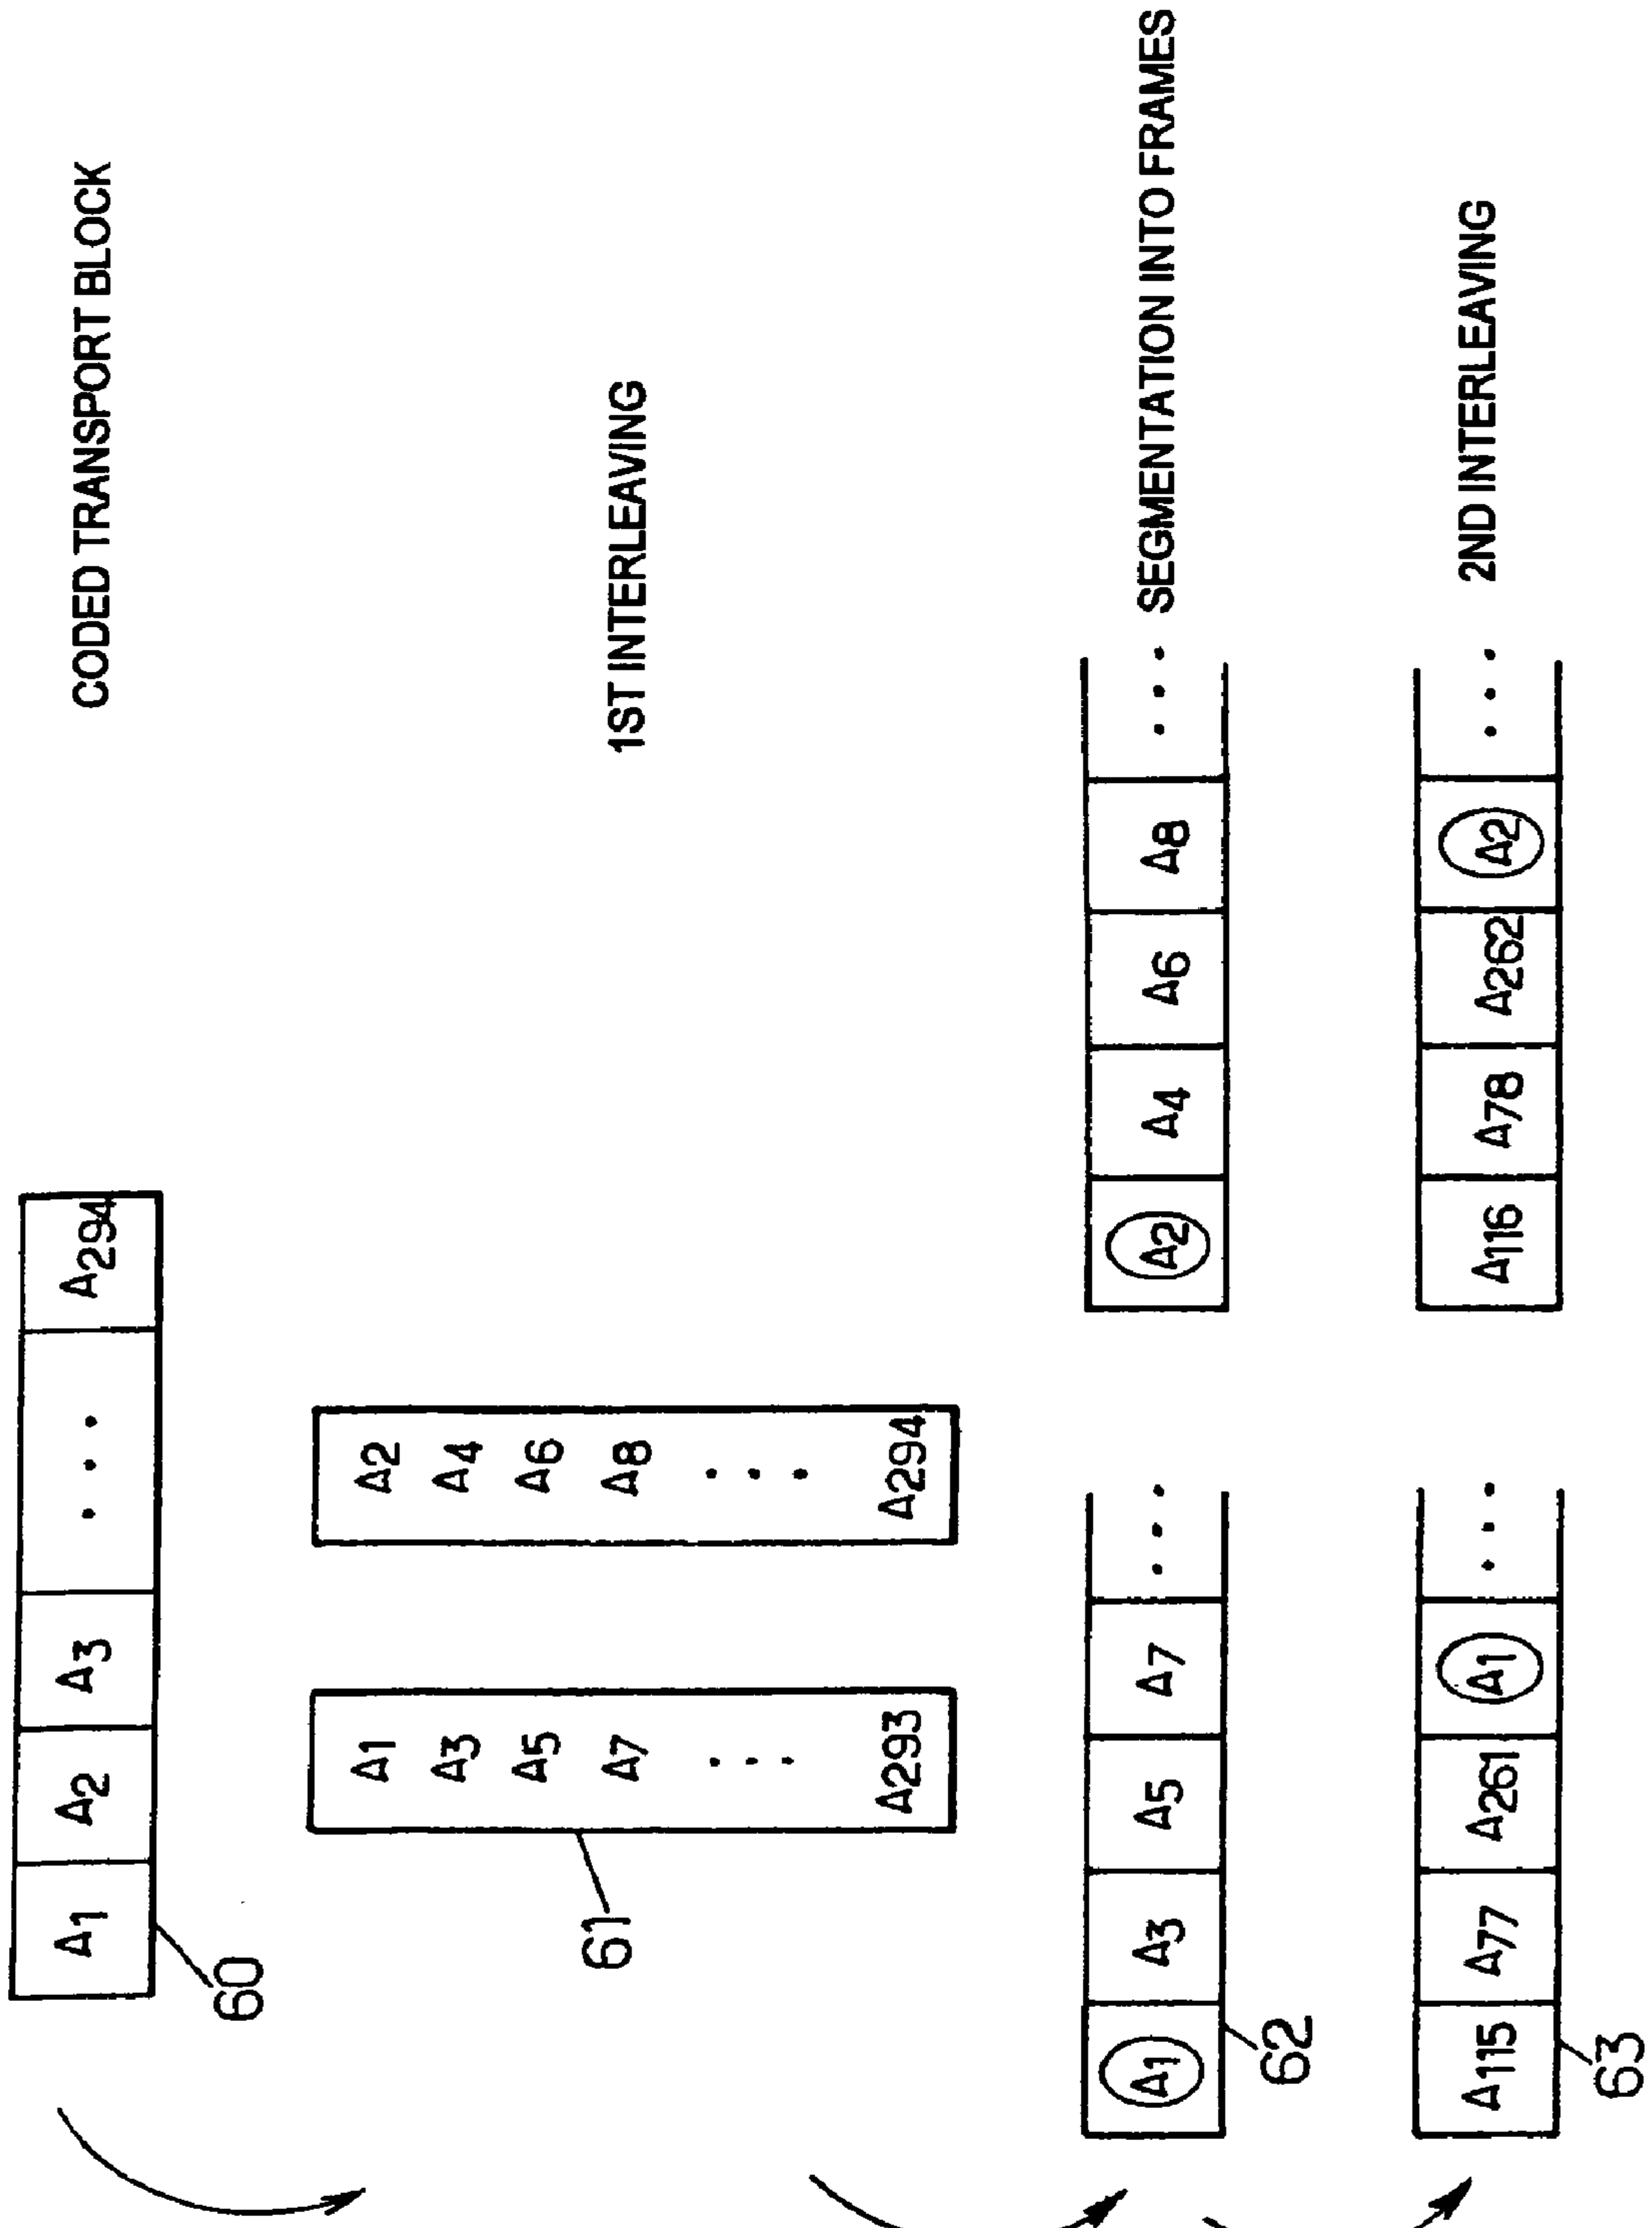 A1 A2 A3 . . . A294 CODED TRANSPORT BLOCK
60
A1 A2
A3 A4
A5 A6
A7 A8
. . . . . .
A293 A294
1ST INTERLEAVING
61
A1 A3 A5 A7 . . . A2 A4 A6 A8 . . . SEGMENTATION INTO FRAMES
62
A115 A77 A261 A1 . . . A116 A78 A262 A2 . . . 2ND INTERLEAVING
63